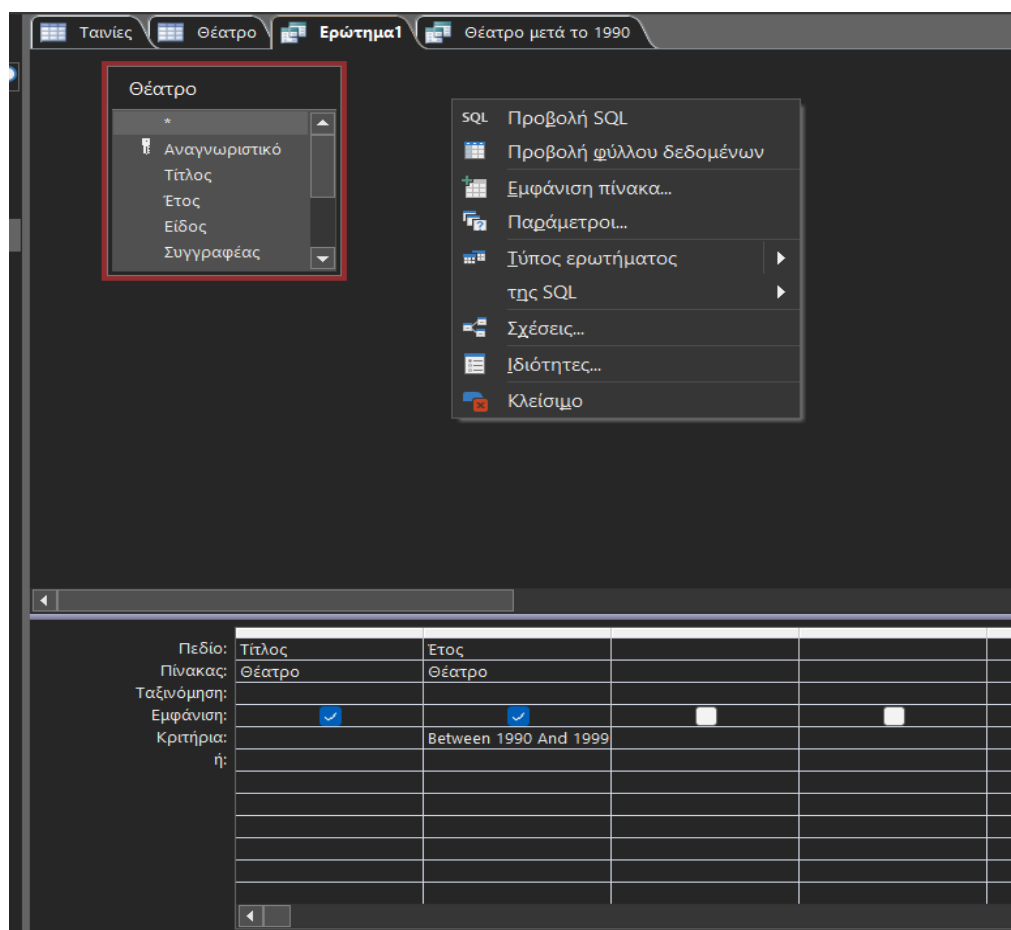 Ταινίες Θέατρο Ερώτημα1 Θέατρο μετά το 1990
Θέατρο
*
Αναγνωριστικό
Τίτλος
Έτος
Είδος
Συγγραφέας
SQL Προβολή SQL
Προβολή φύλλου δεδομένων
Εμφάνιση πίνακα...
Παράμετροι...
Τύπος ερωτήματος
της SQL
Σχέσεις...
Ιδιότητες...
Κλείσιμο
Πεδίο: Τίτλος Έτος
Πίνακας: Θέατρο Θέατρο
Ταξινόμηση:
Εμφάνιση:
Κριτήρια: Between 1990 And 1999
ή: